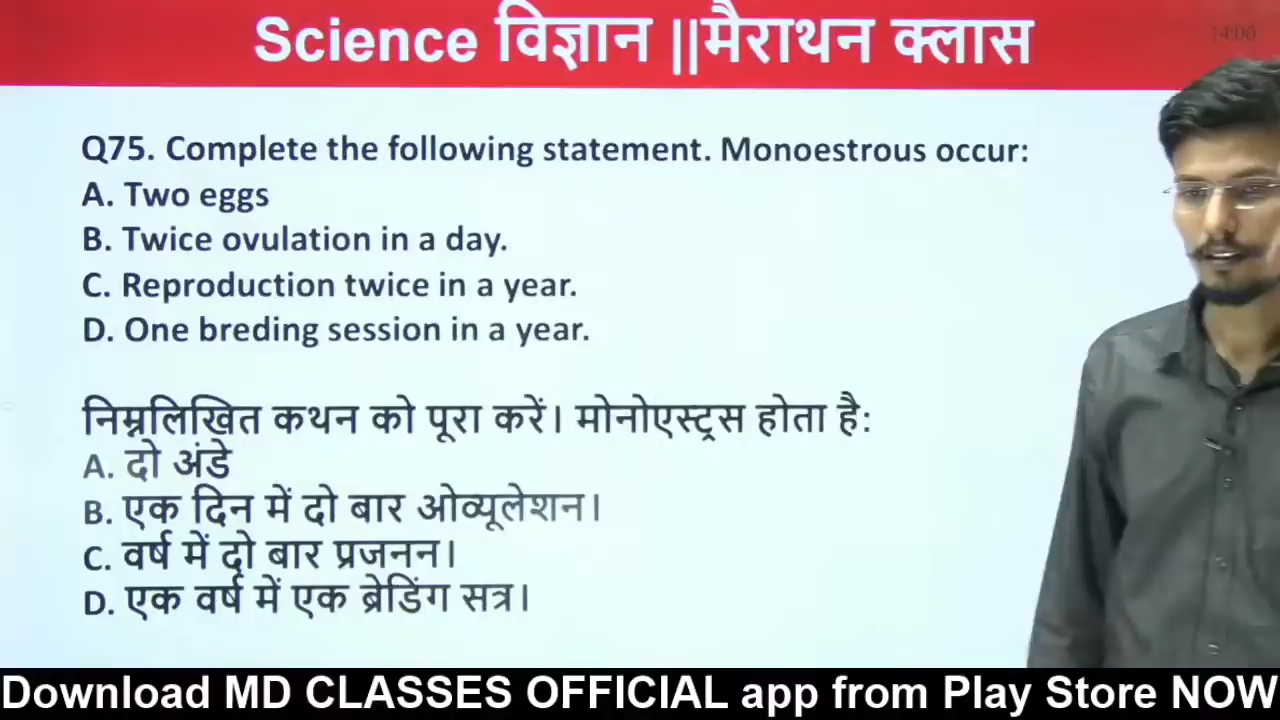 Science विज्ञान ||मैराथन क्लास
14:00
Q75. Complete the following statement. Monoestrous occur:
A. Two eggs
B. Twice ovulation in a day.
C. Reproduction twice in a year.
D. One breding session in a year.
निम्नलिखित कथन को पूरा करें। मोनोएस्ट्रस होता है:
A. दो अंडे
B. एक दिन में दो बार ओव्यूलेशन।
C. वर्ष में दो बार प्रजनन।
D. एक वर्ष में एक ब्रेडिंग सत्र।
Download MD CLASSES OFFICIAL app from Play Store NOW